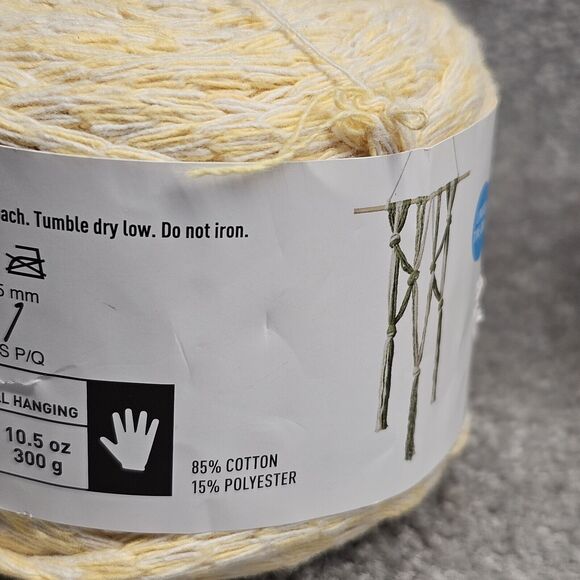 ach. Tumble dry low. Do not iron.
5 mm
S P/Q
L HANGING
10.5 oz
300 g
85% COTTON
15% POLYESTER